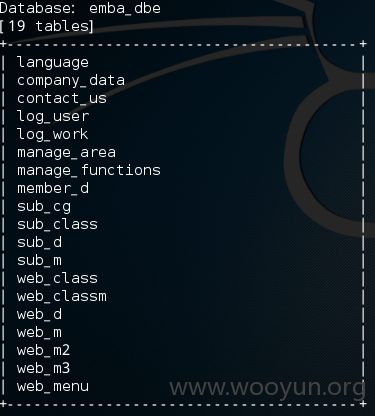 Database: emba_dbe
[19 tables]
+---------------------------------------+
| language |
| company_data |
| contact_us |
| log_user |
| log_work |
| manage_area |
| manage_functions |
| member_d |
| sub_cg |
| sub_class |
| sub_d |
| sub_m |
| web_class |
| web_classm |
| web_d |
| web_m |
| web_m2 |
| web_m3 |
| web_menu |
+---------------------------------------+
www.wooyun.org